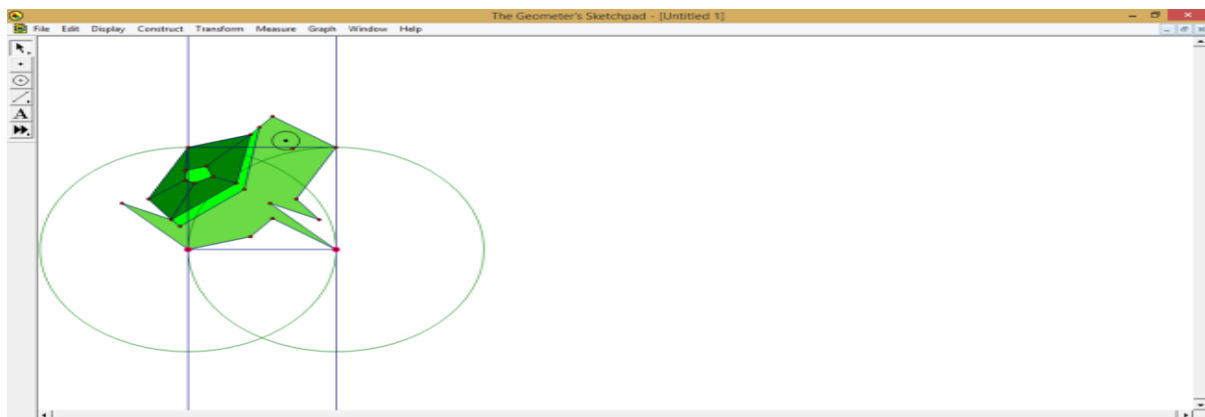 The Geometer's Sketchpad - [Untitled 1]
File Edit Display Construct Transform Measure Graph Window Help
A